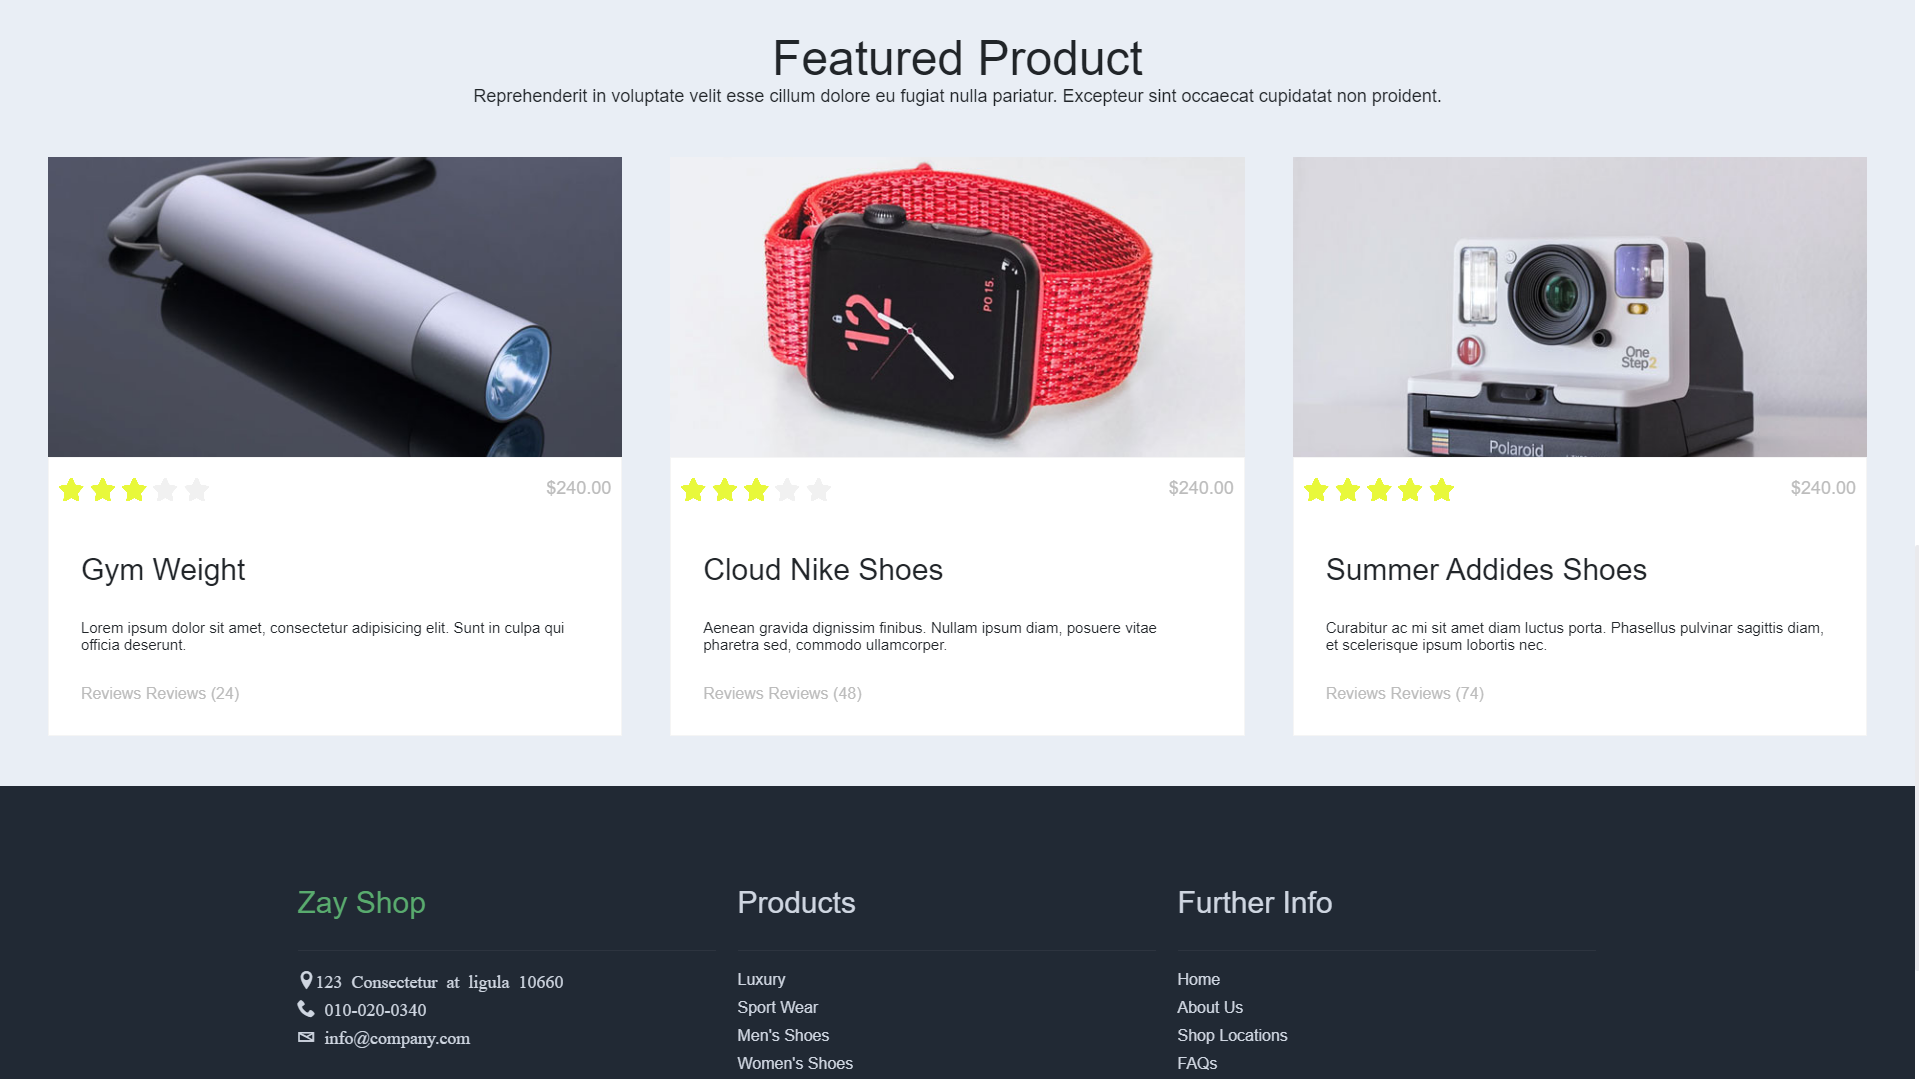 Featured Product
Reprehenderit in voluptate velit esse cillum dolore eu fugiat nulla pariatur. Excepteur sint occaecat cupidatat non proident.
12
PO 15.
One
Step2
Polaroid
$240.00
$240.00
$240.00
Gym Weight
Cloud Nike Shoes
Summer Addides Shoes
Lorem ipsum dolor sit amet, consectetur adipisicing elit. Sunt in culpa qui
officia deserunt.
Aenean gravida dignissim finibus. Nullam ipsum diam, posuere vitae
pharetra sed, commodo ullamcorper.
Curabitur ac mi sit amet diam luctus porta. Phasellus pulvinar sagittis diam,
et scelerisque ipsum lobortis nec.
Reviews Reviews (24)
Reviews Reviews (48)
Reviews Reviews (74)
Zay Shop
123 Consectetur at ligula 10660
010-020-0340
info@company.com
Products
Luxury
Sport Wear
Men's Shoes
Women's Shoes
Further Info
Home
About Us
Shop Locations
FAQs